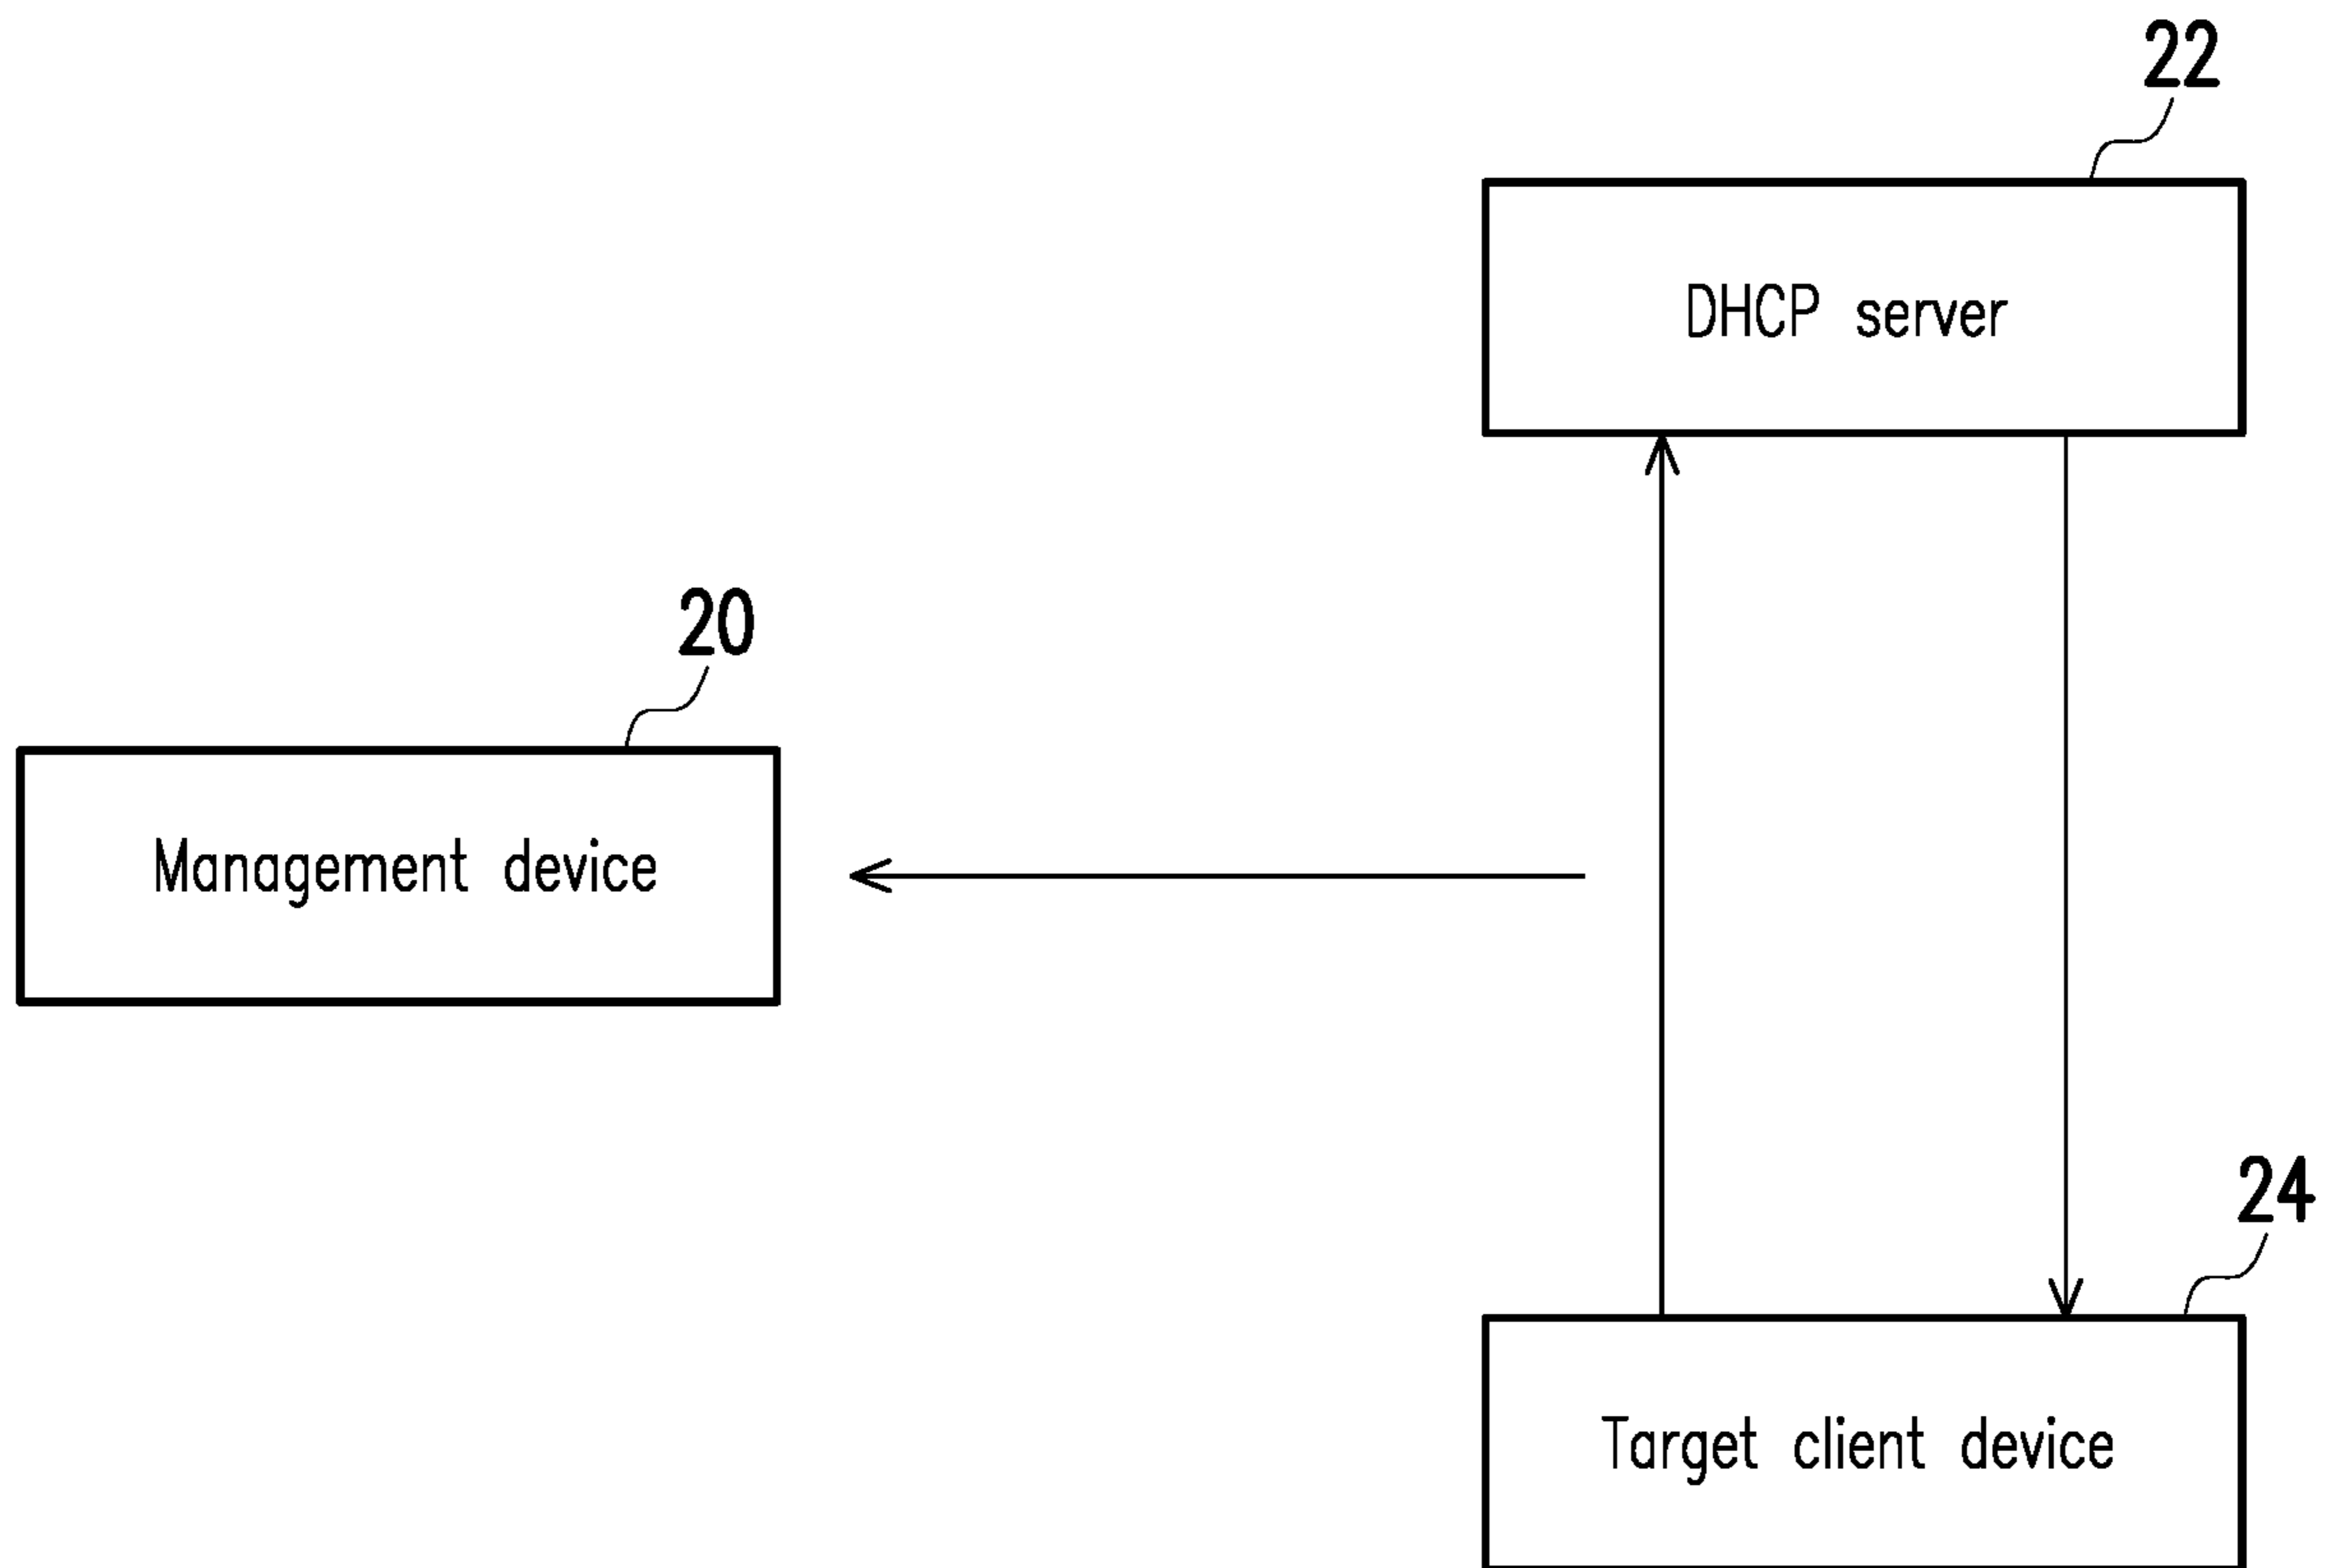 22
DHCP server
20
Management device
24
Target client device